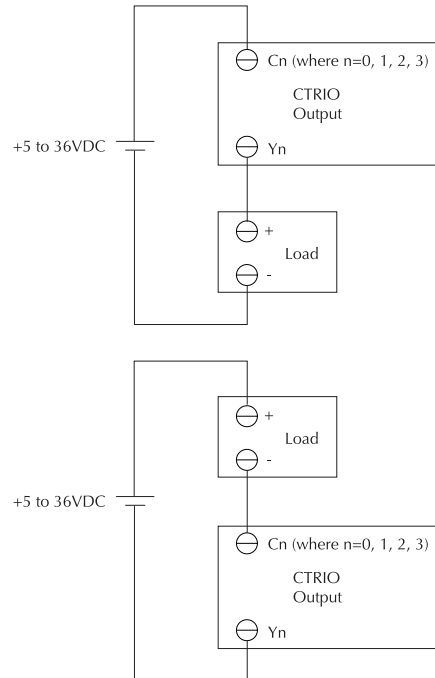 Cn (where n=0, 1, 2, 3)
CTRIO
Output
+5 to 36VDC
Yn
+
Load
-
+
Load
-
+5 to 36VDC
Cn (where n=0, 1, 2, 3)
CTRIO
Output
Yn